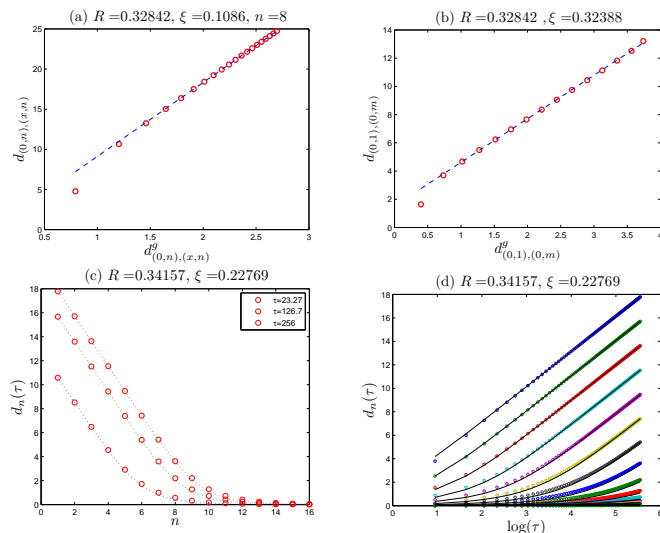 (a) R=0.32842, ξ=0.1086, n=8
25
20
15
10
5
0
d(0,n),(x,n)
0.5 1 1.5 2 2.5 3
d^g(0,n),(x,n)
(b) R=0.32842 , ξ=0.32388
14
12
10
8
6
4
2
0
d(0,1),(0,m)
0 0.5 1 1.5 2 2.5 3 3.5 4
d^g(0,1),(0,m)
(c) R=0.34157, ξ=0.22769
18
16
14
12
10
8
6
4
2
0
d_n(τ)
τ=23.27
τ=126.7
τ=256
0 2 4 6 8 10 12 14 16
n
(d) R=0.34157, ξ=0.22769
18
16
14
12
10
8
6
4
2
0
d_n(τ)
0 1 2 3 4 5 6
log(τ)